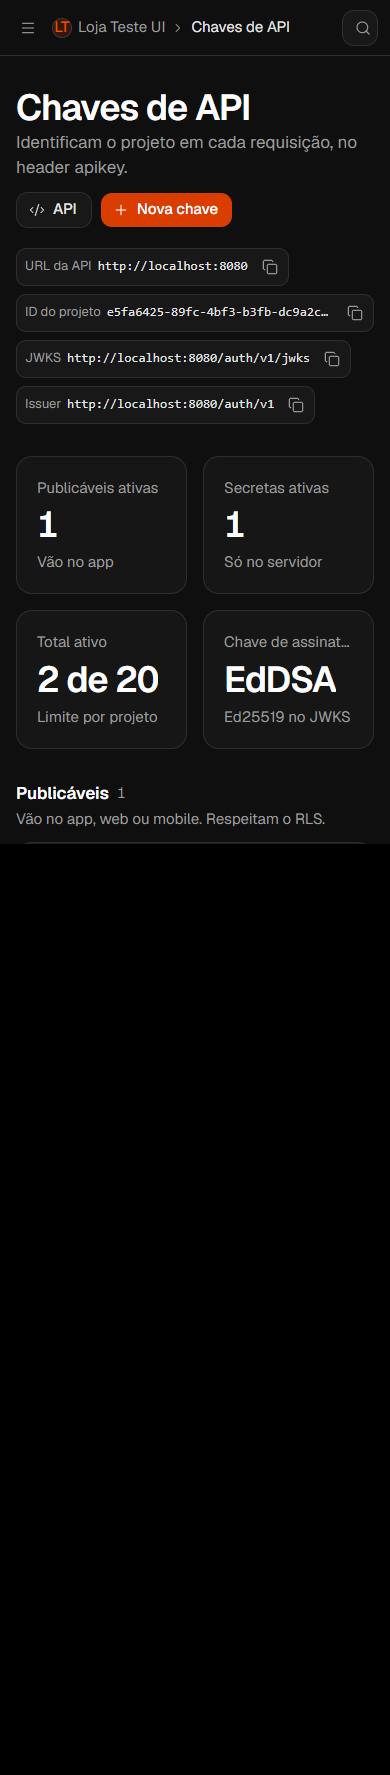 LT Loja Teste UI > Chaves de API
Chaves de API
Identificam o projeto em cada requisição, no
header apikey.
</> API
+ Nova chave
URL da API http://localhost:8080
ID do projeto e5fa6425-89fc-4bf3-b3fb-dc9a2c…
JWKS http://localhost:8080/auth/v1/jwks
Issuer http://localhost:8080/auth/v1
Publicáveis ativas
1
Vão no app
Secretas ativas
1
Só no servidor
Total ativo
2 de 20
Limite por projeto
Chave de assinat…
EdDSA
Ed25519 no JWKS
Publicáveis 1
Vão no app, web ou mobile. Respeitam o RLS.